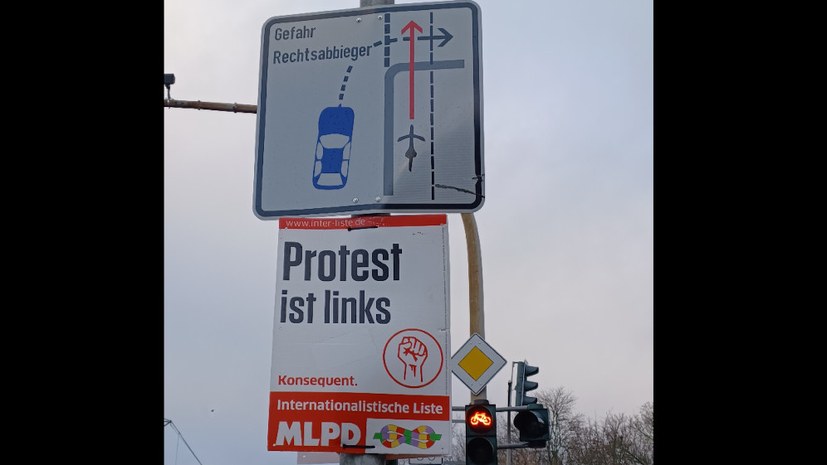 Gefahr
Rechtsabbieger
www.inter-liste.de
Protest
ist links
Konsequent.
Internationalistische Liste
MLPD